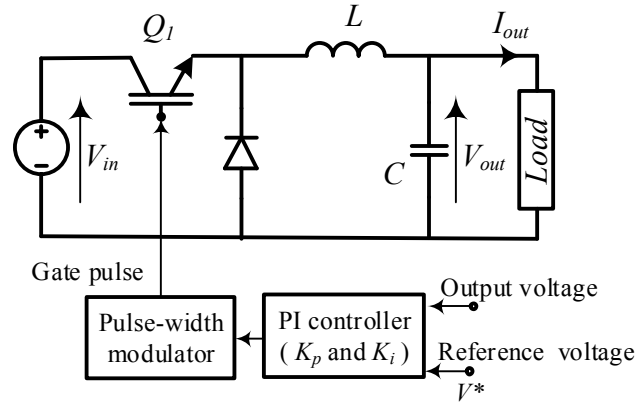 Q1
L
Iout
+
−
Vin
C
Vout
Load
Gate pulse
Output voltage
Pulse-width
modulator
PI controller
( Kp and Ki )
Reference voltage
V*